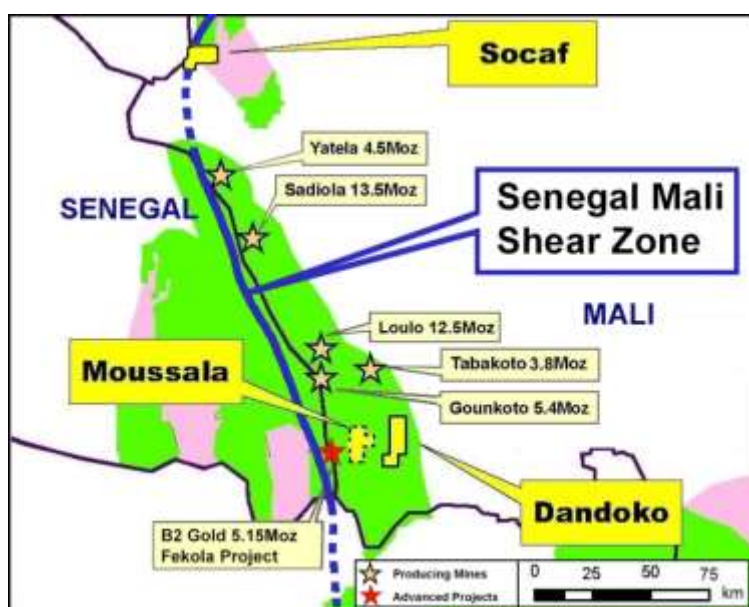 Socaf
Yatela 4.5Moz
Sadiola 13.5Moz
SENEGAL
Senegal Mali
Shear Zone
MALI
Loulo 12.5Moz
Moussala
Tabakoto 3.8Moz
Gounkoto 5.4Moz
Dandoko
B2 Gold 5.15Moz
Fekola Project
Producing Mines
Advanced Projects
0 25 50 75
km